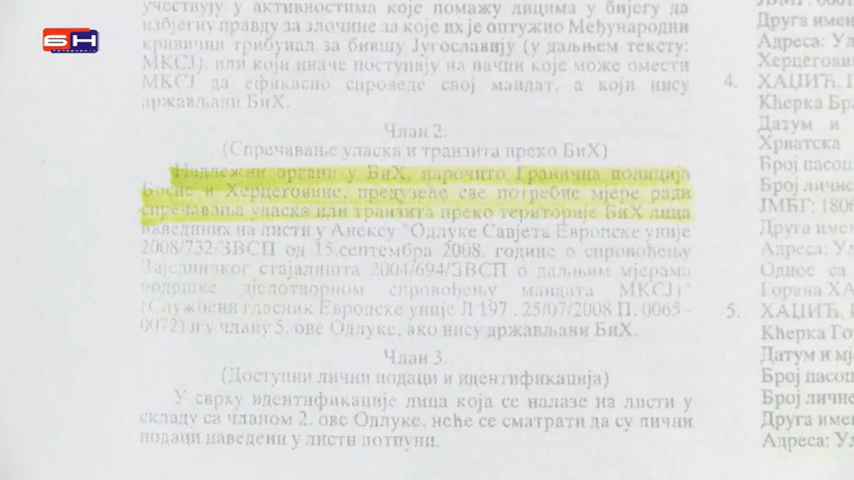 БН
ТЕЛЕВИЗИЈА
учествују у активностима које помажу лицима у бијегу да
избјегну правду за злочине за које их је оптужио Међународни
кривични трибунал за бившу Југославију (у даљњем тексту:
МКСЈ), или који иначе поступају на начин које може омести
МКСЈ да ефикасно спроведе свој мандат, а који нису
држављани БиХ.
Члан 2.
(Спречавање уласка и транзита преко БиХ)
Надлежни органи у БиХ, нарочито Гранична полиција
Босне и Херцеговине, предузеће све потребне мјере ради
спречавања уласка или транзита преко територије БиХ лица
наведених на листи у Анексу "Одлуке Савјета Европске уније
2008/732/ЗВСП од 15.септембра 2008. године о спровођењу
Заједничког стајалишта 2004/694/ЗВСП о даљњим мјерама
подршке дјелотворном спровођењу мандата МКСЈ)"
(Службени гласник Европске уније Л 197 . 25/07/2008 П. 0065 -
0072) и у члану 5. ове Одлуке, ако нису држављани БиХ.
Члан 3.
(Доступни лични подаци и идентификација)
У сврху идентификације лица која се налазе на листи у
складу са чланом 2. ове Одлуке, неће се сматрати да су лични
подаци наведени у листи потпуни.
Друга имен
Адреса: Ул
Херцеговин
4. ХАЏИЋ, Г
Кћерка Бра
Датум и
Хрватска
Број пасош
Број лично
ЈМБГ: 1806
Друга имен
Адреса: Ул
Однос са
Горана ХА
5. ХАЏИЋ, Г
Кћерка Гор
Датум и мј
Број пасош
Број личне
Друга имен
Адреса: Ул